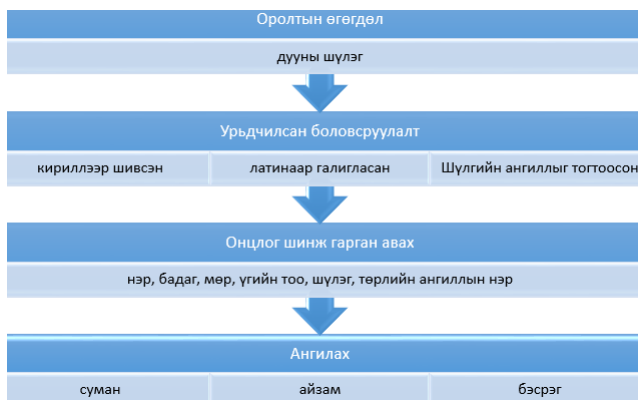 Оролтын өгөгдөл
дууны шүлэг
Урьдчилсан боловсруулалт
кириллээр шивсэн латинаар галигласан Шүлгийн ангиллыг тогтоосон
Онцлог шинж гарган авах
нэр, бадаг, мөр, үгийн тоо, шүлэг, төрлийн ангиллын нэр
Ангилах
суман айзам бэсрэг